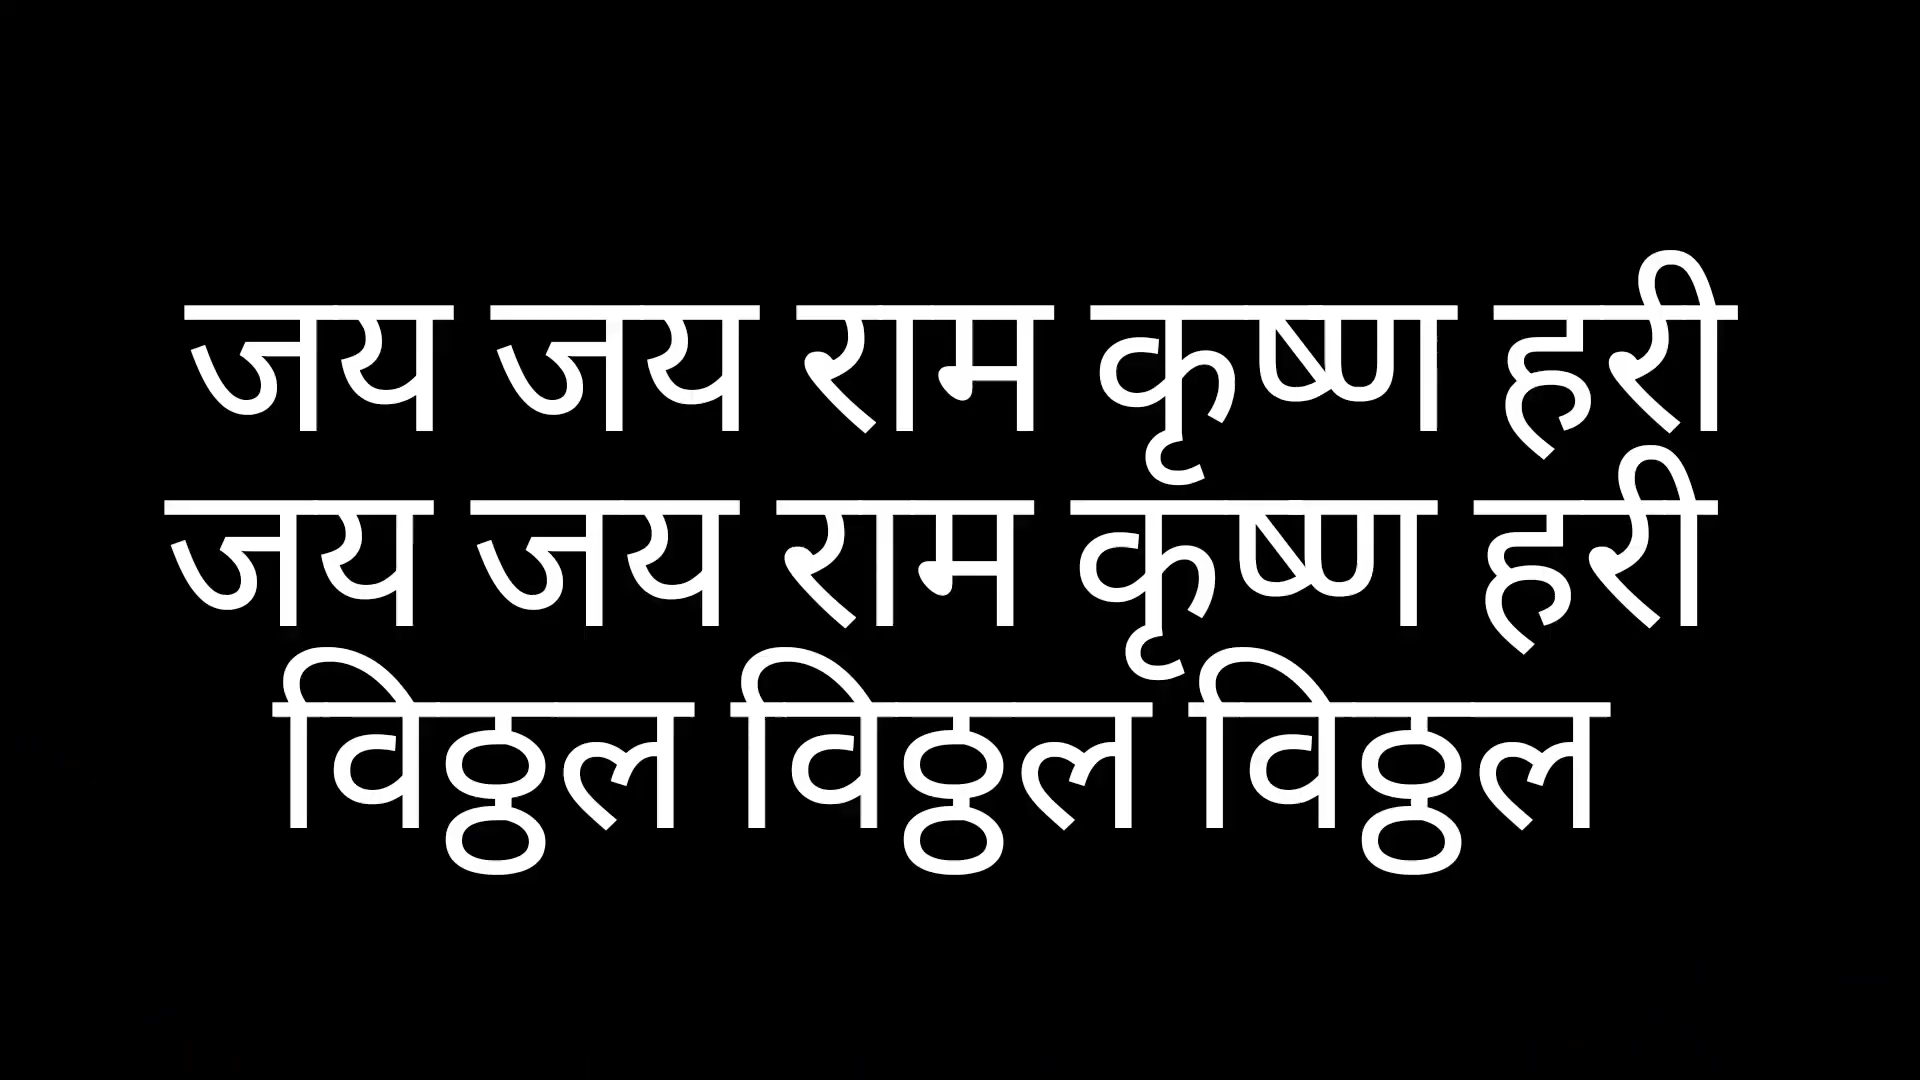 जय जय राम कृष्ण हरी
जय जय राम कृष्ण हरी
विठ्ठल विठ्ठल विठ्ठल